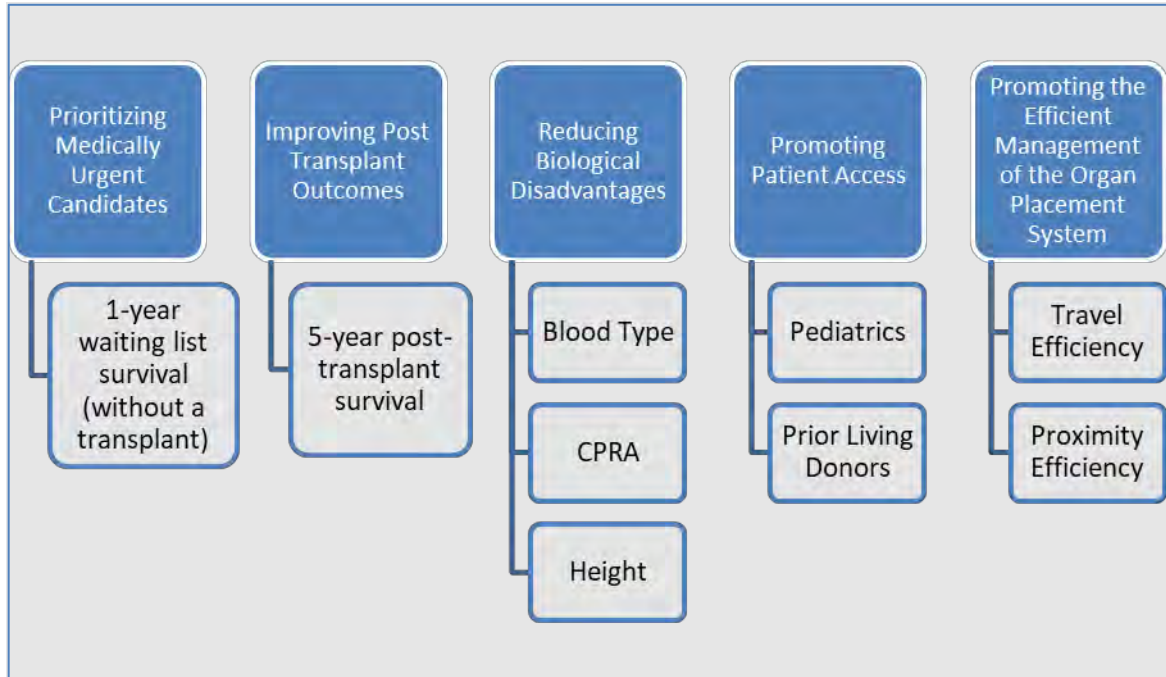 Prioritizing
Medically
Urgent
Candidates
1-year
waiting list
survival
(without a
transplant)
Improving Post
Transplant
Outcomes
5-year post-
transplant
survival
Reducing
Biological
Disadvantages
Blood Type
CPRA
Height
Promoting
Patient Access
Pediatrics
Prior Living
Donors
Promoting the
Efficient
Management
of the Organ
Placement
System
Travel
Efficiency
Proximity
Efficiency